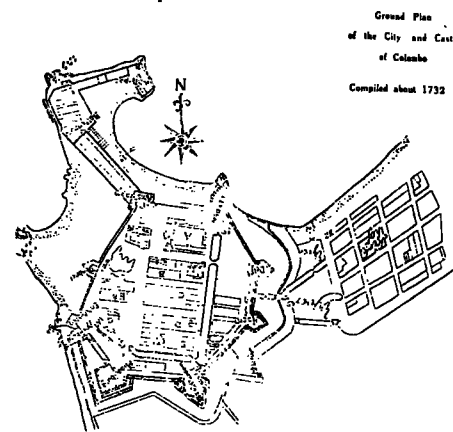 Ground Plan
of the City and Cast
of Colombo
Compiled about 1732
N